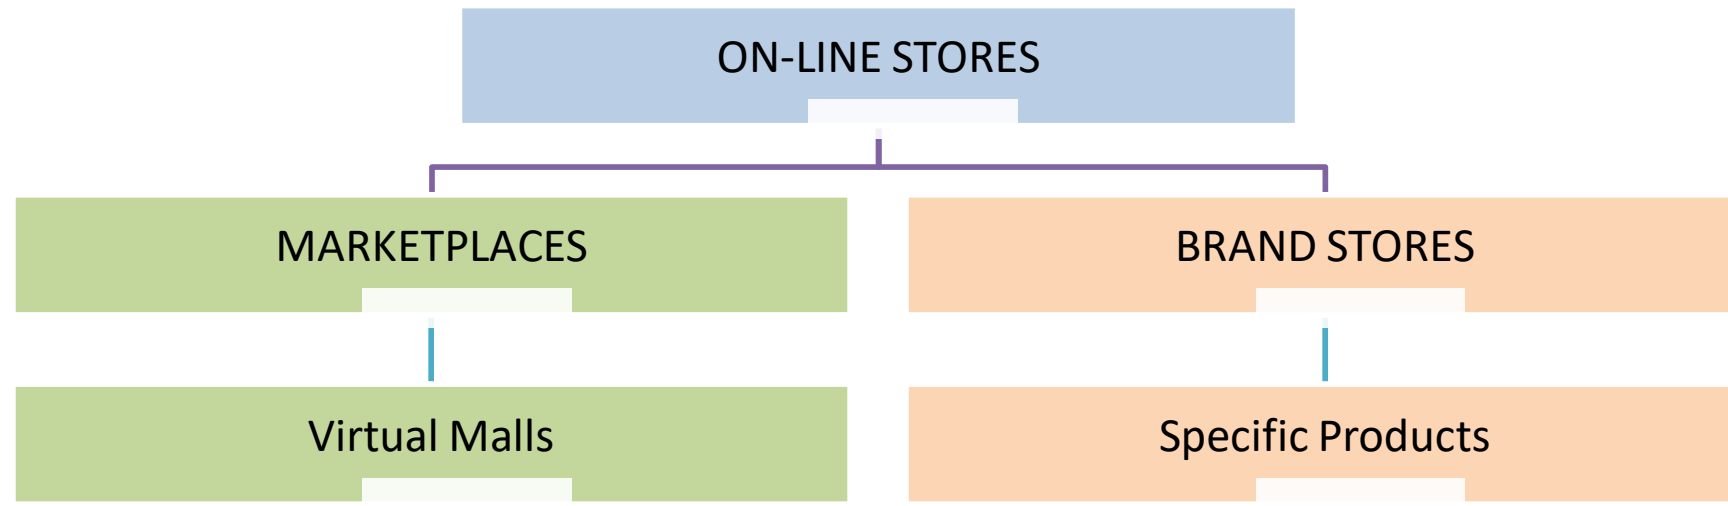 ON-LINE STORES
MARKETPLACES
BRAND STORES
Virtual Malls
Specific Products